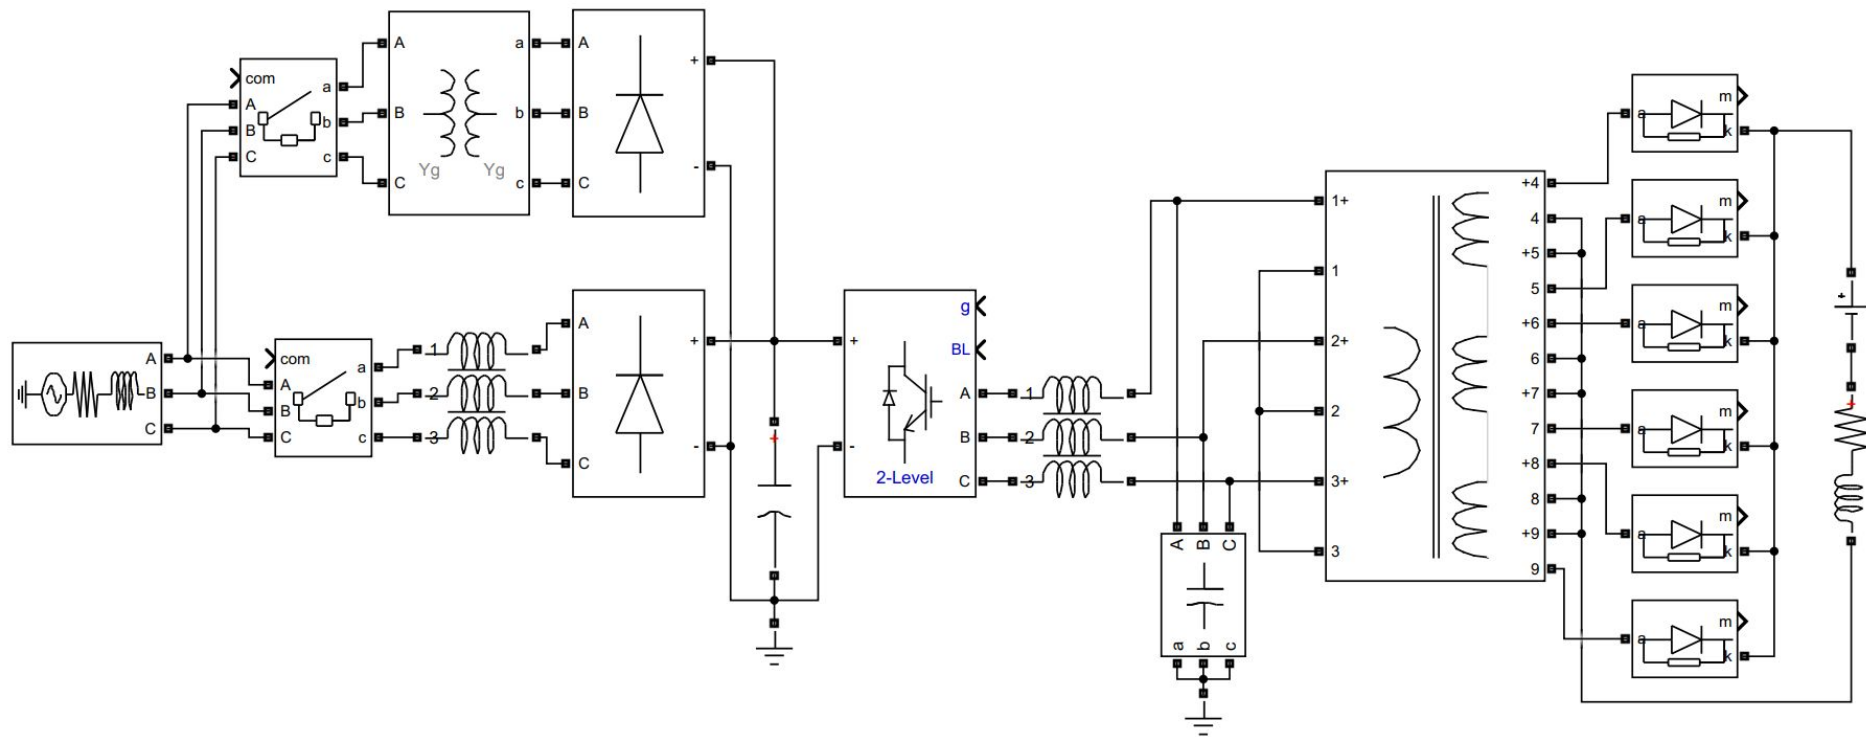 com
A
B
C
a
b
c
A
B
C
Yg
Yg
a
b
c
A
B
C
+
-
A
B
C
com
A
B
C
a
b
c
1
2
3
A
B
C
+
-
+
+
-
g
BL
A
B
C
2-Level
1
2
3
A
B
C
a
b
c
1+
1
2+
2
3+
3
+4
4
+5
5
+6
6
+7
7
+8
8
+9
9
a
m
k
a
m
k
a
m
k
a
m
k
a
m
k
a
m
k
+
+